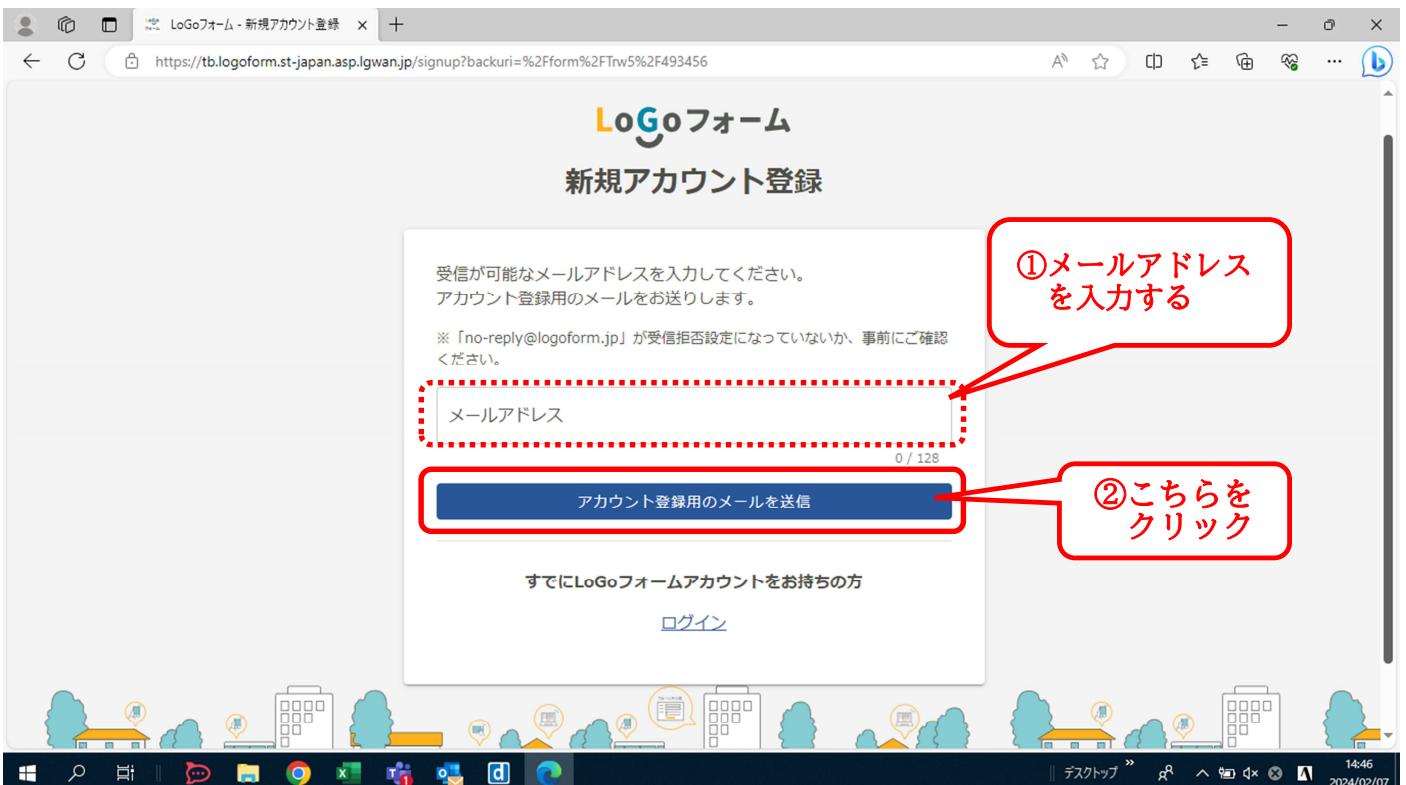 LoGoフォーム - 新規アカウント登録
https://tb.logoform.st-japan.asp.lgwan.jp/signup?backuri=%2Fform%2FTrw5%2F493456
LoGoフォーム
新規アカウント登録
受信が可能なメールアドレスを入力してください。
アカウント登録用のメールをお送りします。
※「no-reply@logoform.jp」が受信拒否設定になっていないか、事前にご確認
ください。
①メールアドレス
を入力する
メールアドレス
0 / 128
アカウント登録用のメールを送信
②こちらを
クリック
すでにLoGoフォームアカウントをお持ちの方
ログイン
デスクトップ
14:46
2024/02/07